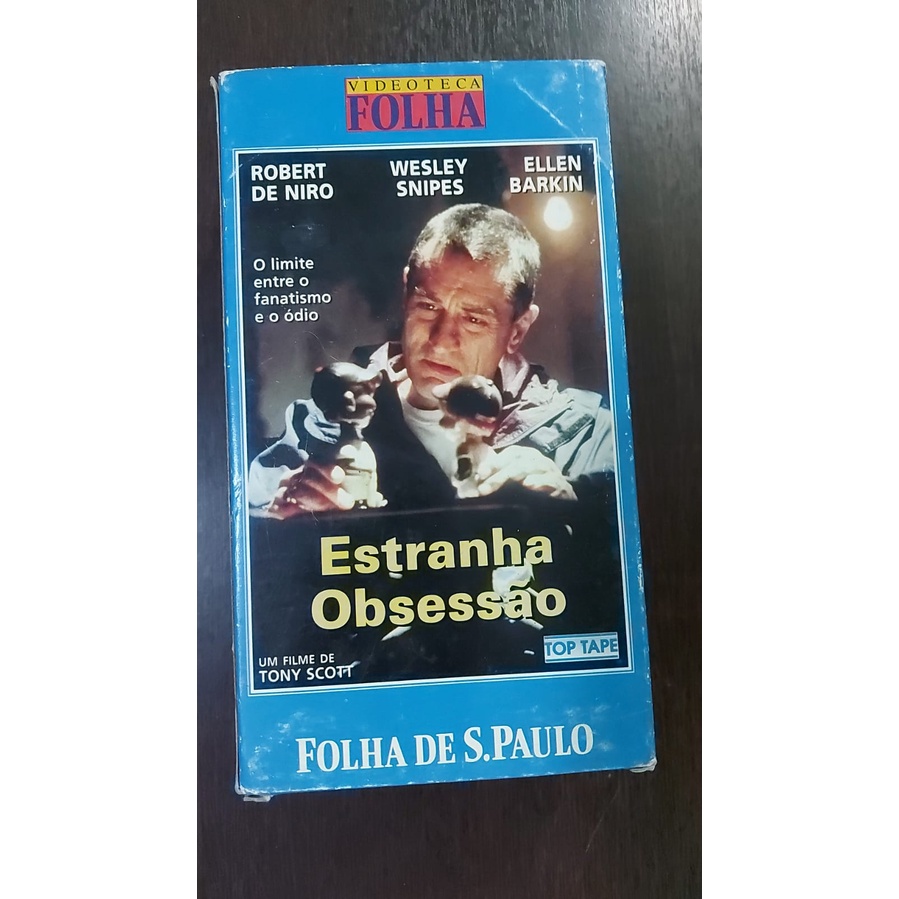 VIDEOTECA
FOLHA
ROBERT
DE NIRO
WESLEY
SNIPES
ELLEN
BARKIN
O limite
entre o
fanatismo
e o ódio
Estranha
Obsessão
TOP TAPE
UM FILME DE
TONY SCOTT
FOLHA DE S.PAULO